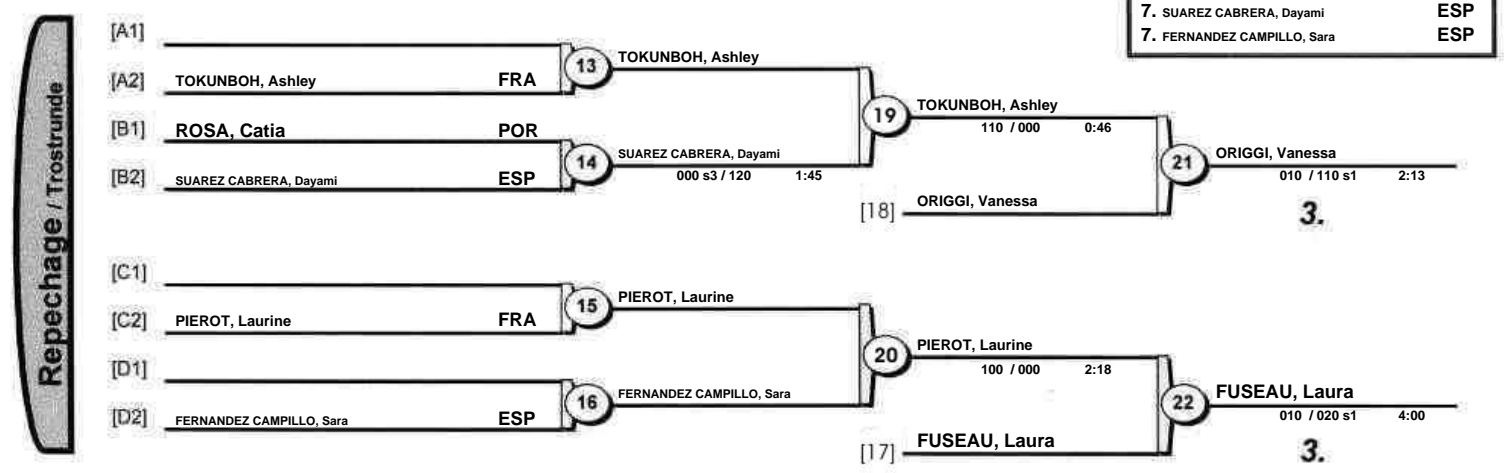 7. SUAREZ CABRERA, Dayami ESP
7. FERNANDEZ CAMPILLO, Sara ESP
Repechage / Trostrunde
[A1]
13 TOKUNBOH, Ashley
[A2] TOKUNBOH, Ashley FRA
19 TOKUNBOH, Ashley
110 / 000 0:46
[B1] ROSA, Catia POR
14 SUAREZ CABRERA, Dayami
000 s3 / 120 1:45
[B2] SUAREZ CABRERA, Dayami ESP
21 ORIGGI, Vanessa
010 / 110 s1 2:13
[18] ORIGGI, Vanessa
3.
[C1]
15 PIEROT, Laurine
[C2] PIEROT, Laurine FRA
20 PIEROT, Laurine
100 / 000 2:18
[D1]
16 FERNANDEZ CAMPILLO, Sara
[D2] FERNANDEZ CAMPILLO, Sara ESP
22 FUSEAU, Laura
010 / 020 s1 4:00
[17] FUSEAU, Laura
3.